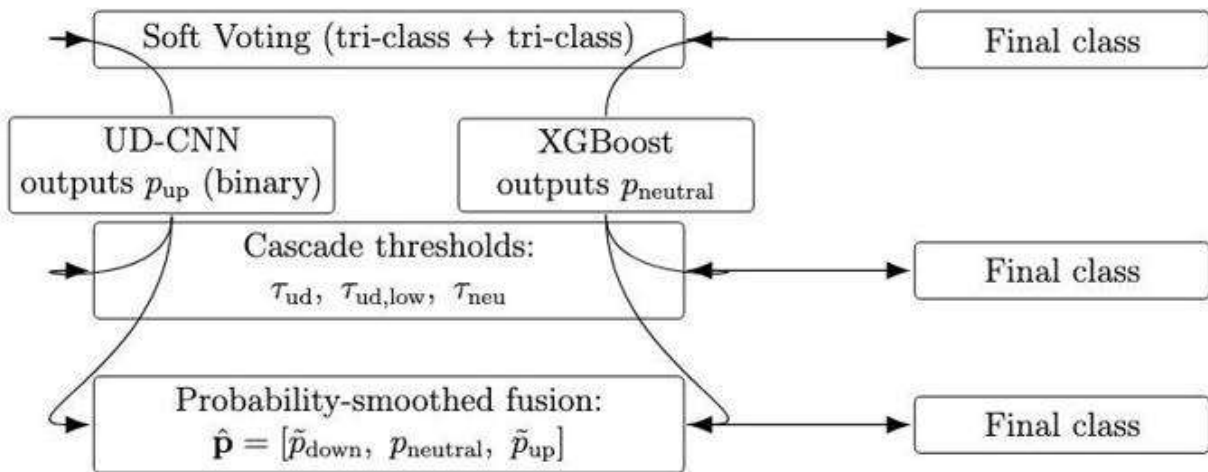 Soft Voting (tri-class ↔ tri-class)
Final class
UD-CNN
outputs p_up (binary)
XGBoost
outputs p_neutral
Cascade thresholds:
τ_ud, τ_ud,low, τ_neu
Final class
Probability-smoothed fusion:
p̂ = [p̃_down, p_neutral, p̃_up]
Final class